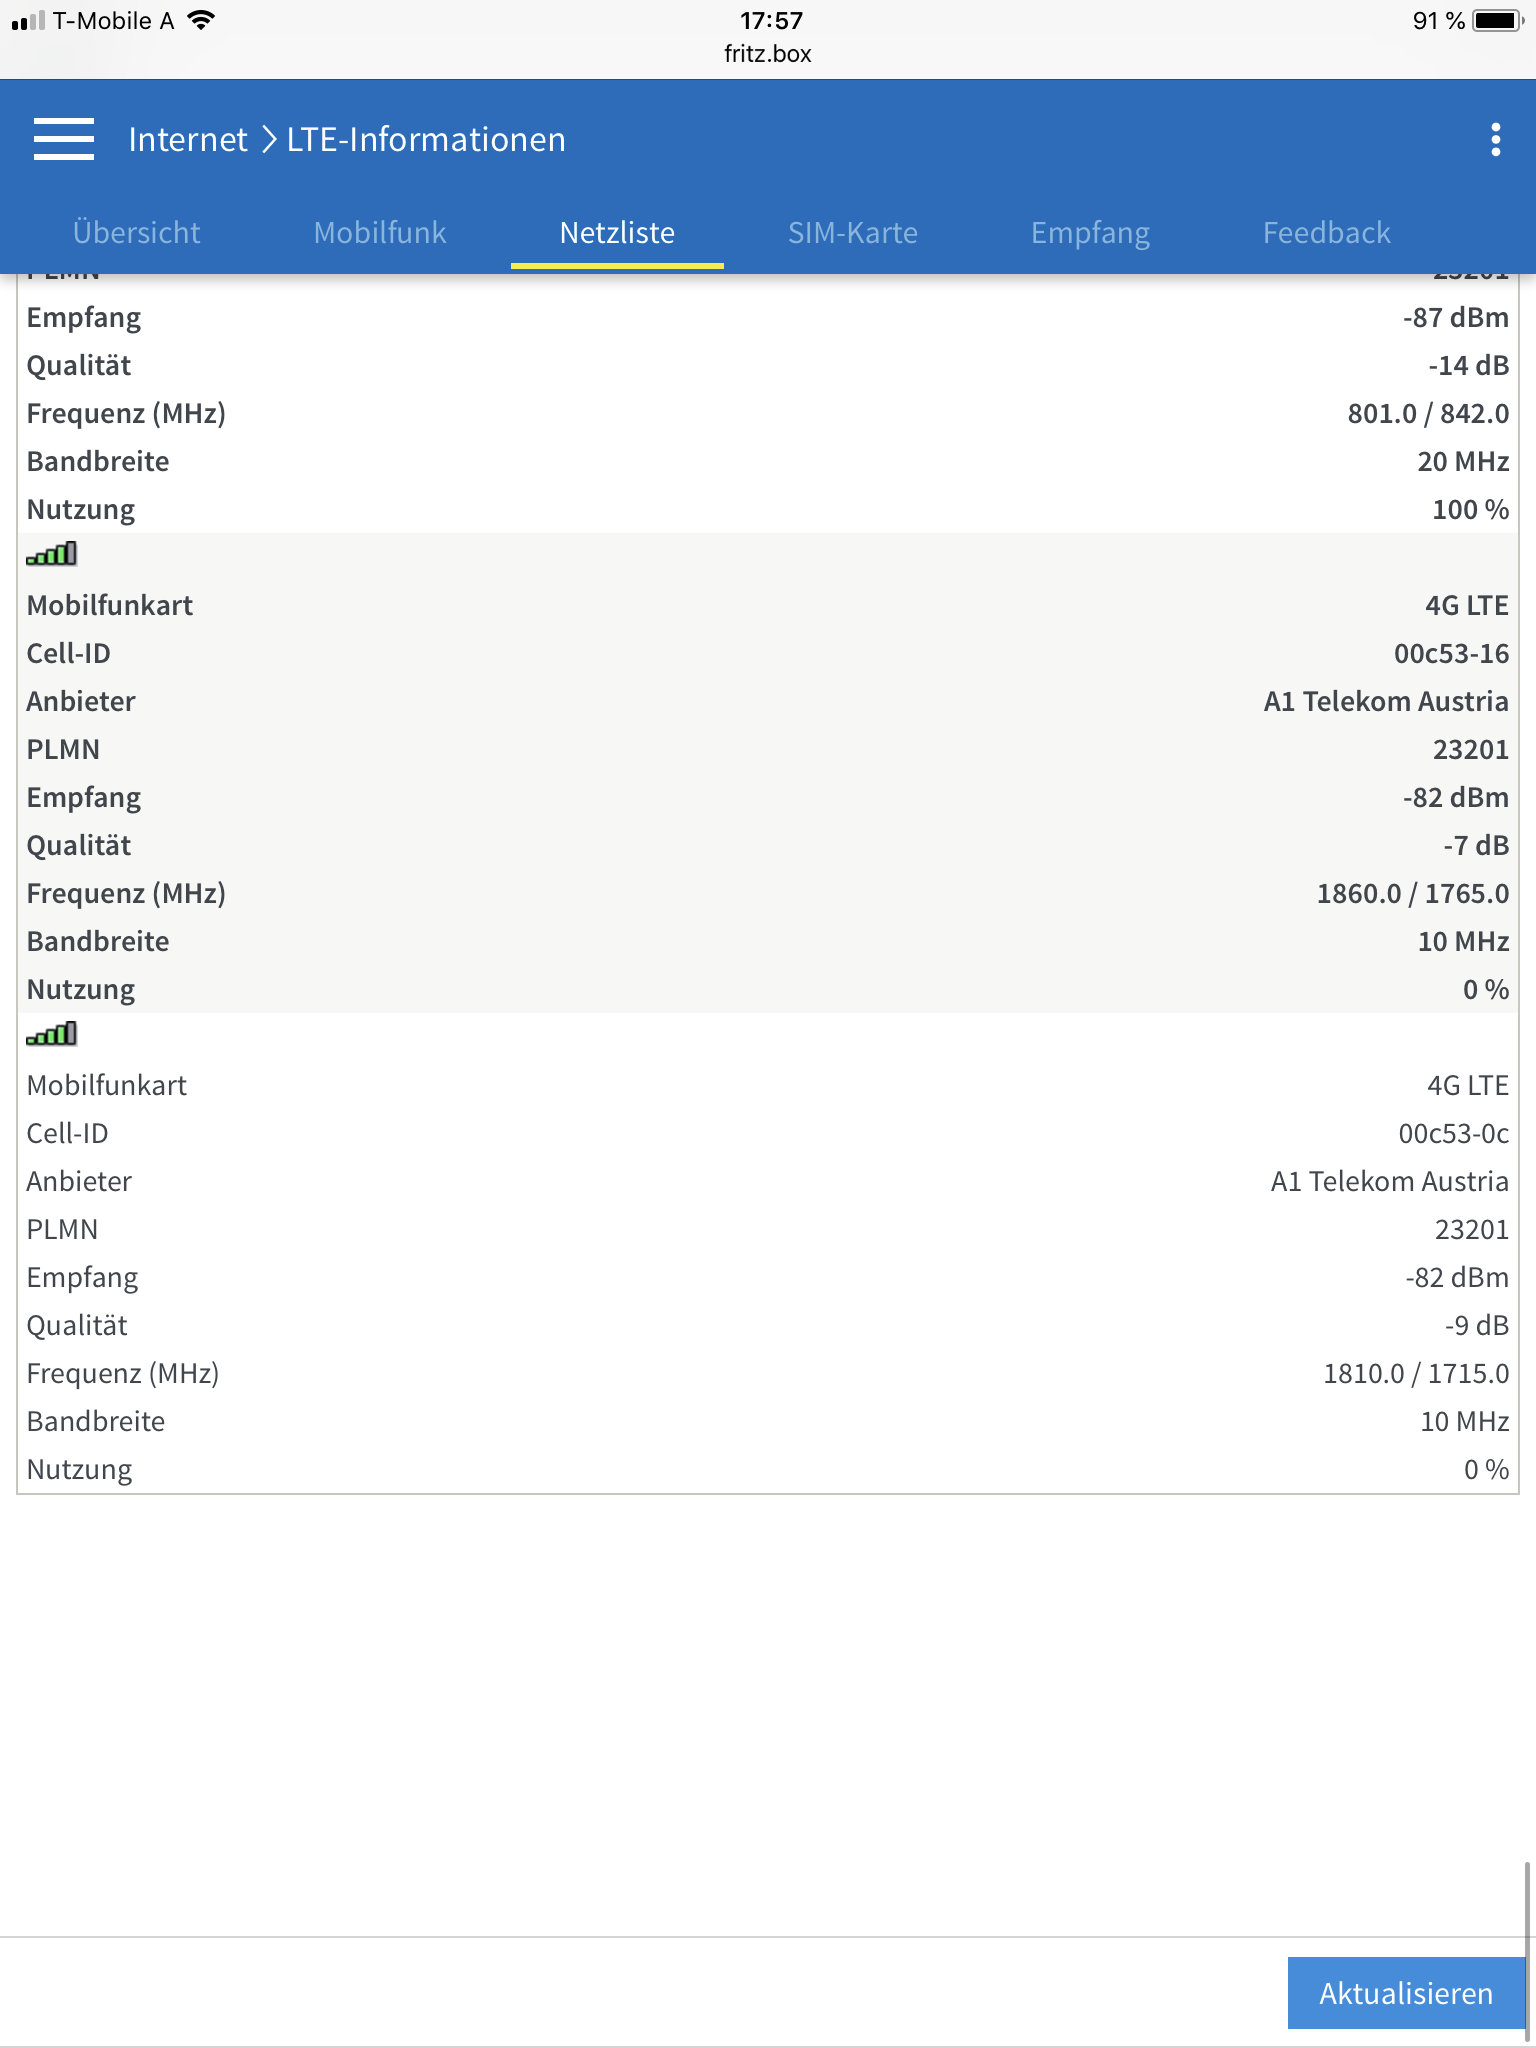 T-Mobile A 17:57 91 %
fritz.box
Internet > LTE-Informationen
Übersicht Mobilfunk Netzliste SIM-Karte Empfang Feedback
PLMN 23201
Empfang -87 dBm
Qualität -14 dB
Frequenz (MHz) 801.0 / 842.0
Bandbreite 20 MHz
Nutzung 100 %
Mobilfunkart 4G LTE
Cell-ID 00c53-16
Anbieter A1 Telekom Austria
PLMN 23201
Empfang -82 dBm
Qualität -7 dB
Frequenz (MHz) 1860.0 / 1765.0
Bandbreite 10 MHz
Nutzung 0 %
Mobilfunkart 4G LTE
Cell-ID 00c53-0c
Anbieter A1 Telekom Austria
PLMN 23201
Empfang -82 dBm
Qualität -9 dB
Frequenz (MHz) 1810.0 / 1715.0
Bandbreite 10 MHz
Nutzung 0 %
Aktualisieren